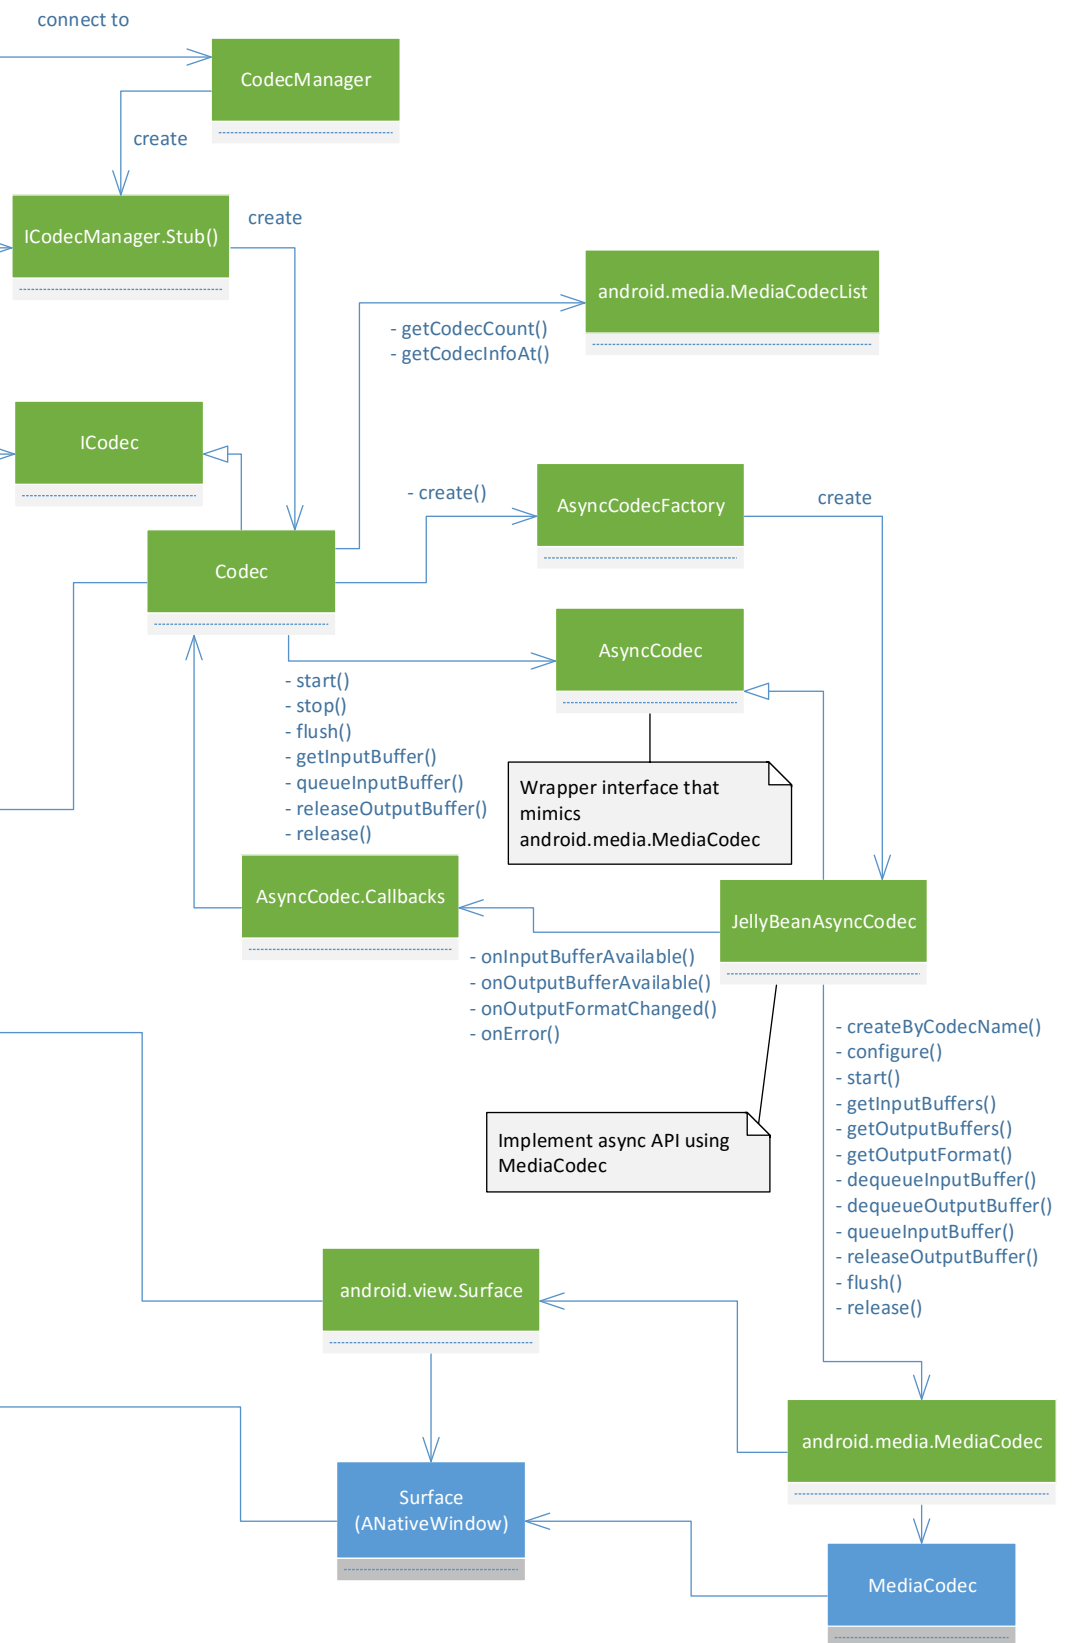 connect to
CodecManager
create
ICodecManager.Stub()
create
android.media.MediaCodecList
- getCodecCount()
- getCodecInfoAt()
ICodec
- create()
AsyncCodecFactory
create
Codec
AsyncCodec
- start()
- stop()
- flush()
- getInputBuffer()
- queueInputBuffer()
- releaseOutputBuffer()
- release()
Wrapper interface that
mimics
android.media.MediaCodec
AsyncCodec.Callbacks
JellyBeanAsyncCodec
- onInputBufferAvailable()
- onOutputBufferAvailable()
- onOutputFormatChanged()
- onError()
- createByCodecName()
- configure()
- start()
- getInputBuffers()
- getOutputBuffers()
- getOutputFormat()
- dequeueInputBuffer()
- dequeueOutputBuffer()
- queueInputBuffer()
- releaseOutputBuffer()
- flush()
- release()
Implement async API using
MediaCodec
android.view.Surface
android.media.MediaCodec
Surface
(ANativeWindow)
MediaCodec